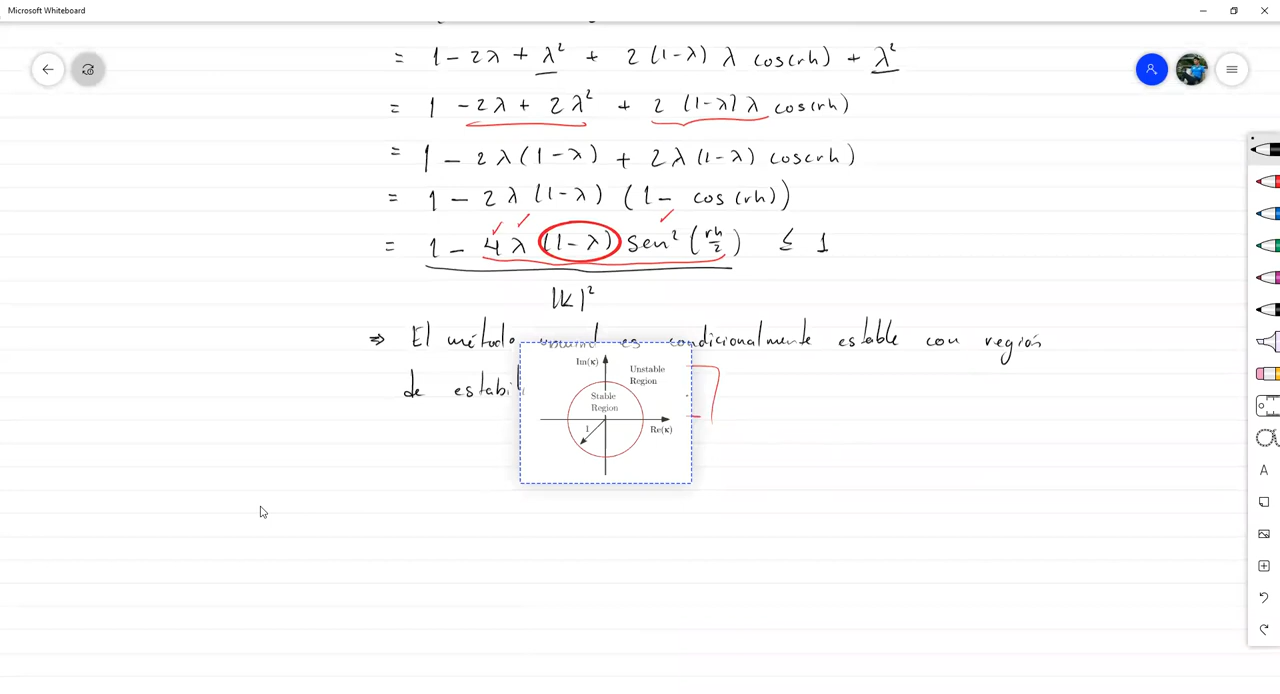 Microsoft Whiteboard
= 1 - 2λ + λ² + 2 (1-λ) λ cos(rh) + λ²
= 1 - 2λ + 2λ² + 2 (1-λ) λ cos(rh)
= 1 - 2λ(1-λ) + 2λ(1-λ) cos(rh)
= 1 - 2λ (1-λ) (1- cos(rh))
= 1 - 4λ (1-λ) sen² (rh/2) ≤ 1
|K|²
⇒ El método es condicionalmente estable con región
de
Im(κ)
Unstable
Region
Stable
Region
1
Re(κ)
A